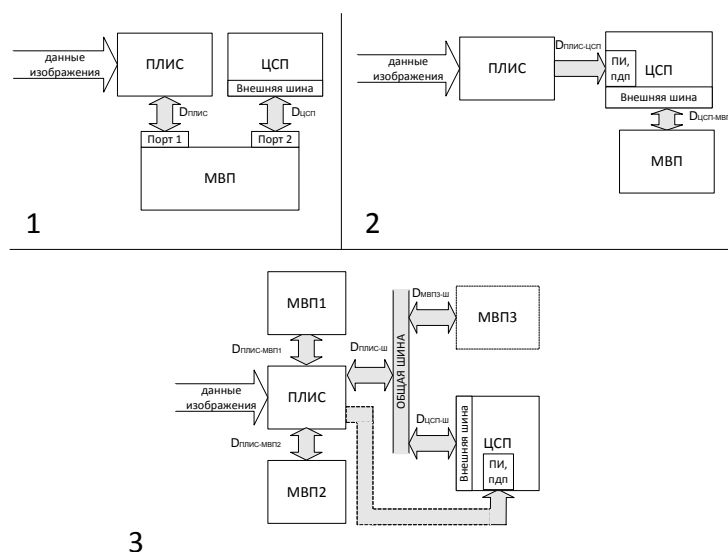 данные
изображения
ПЛИС
ЦСП
Внешняя шина
DПЛИС
DЦСП
Порт 1
Порт 2
МВП
1
данные
изображения
ПЛИС
DПЛИС-ЦСП
ПИ,
пдп
ЦСП
Внешняя шина
DЦСП-МВП
МВП
2
МВП1
DПЛИС-МВП1
DПЛИС-Ш
DМВП3-Ш
МВП3
ОБЩАЯ ШИНА
данные
изображения
ПЛИС
DЦСП-Ш
Внешняя шина
ЦСП
ПИ,
пдп
DПЛИС-МВП2
МВП2
3